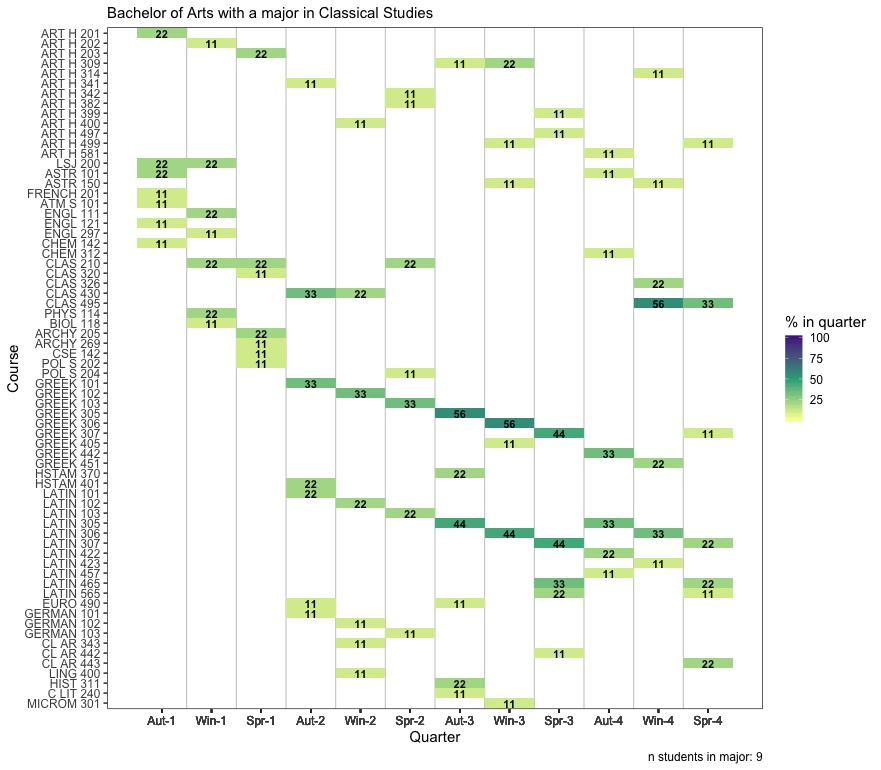 Bachelor of Arts with a major in Classical Studies
Course
ART H 201 22
ART H 202 11
ART H 203 22
ART H 309 11 22
ART H 314 11
ART H 341 11
ART H 342 11
ART H 382 11
ART H 399 11
ART H 400 11
ART H 497 11
ART H 499 11 11
ART H 581 11
LSJ 200 22 22
ASTR 101 22 11
ASTR 150 11 11
FRENCH 201 11
ATM S 101 11
ENGL 111 22
ENGL 121 11
ENGL 297 11
CHEM 142 11
CHEM 312 11
CLAS 210 22 22 22
CLAS 320 11
CLAS 326 22
CLAS 430 33 22
CLAS 495 56 33
PHYS 114 22
BIOL 118 11
ARCHY 205 22
ARCHY 269 11
CSE 142 11
POL S 202 11
POL S 204 11
GREEK 101 33
GREEK 102 33
GREEK 103 33
GREEK 305 56
GREEK 306 56
GREEK 307 44 11
GREEK 405 11
GREEK 442 33
GREEK 451 22
HSTAM 370 22
HSTAM 401 22
LATIN 101 22
LATIN 102 22
LATIN 103 22
LATIN 305 44 33
LATIN 306 44 33
LATIN 307 44 22
LATIN 422 22
LATIN 423 11
LATIN 457 11
LATIN 465 33 22
LATIN 565 22 11
EURO 490 11 11
GERMAN 101 11
GERMAN 102 11
GERMAN 103 11
CL AR 343 11
CL AR 442 11
CL AR 443 22
LING 400 11
HIST 311 22
C LIT 240 11
MICROM 301 11
Aut-1 Win-1 Spr-1 Aut-2 Win-2 Spr-2 Aut-3 Win-3 Spr-3 Aut-4 Win-4 Spr-4
Quarter
% in quarter
100
75
50
25
n students in major: 9